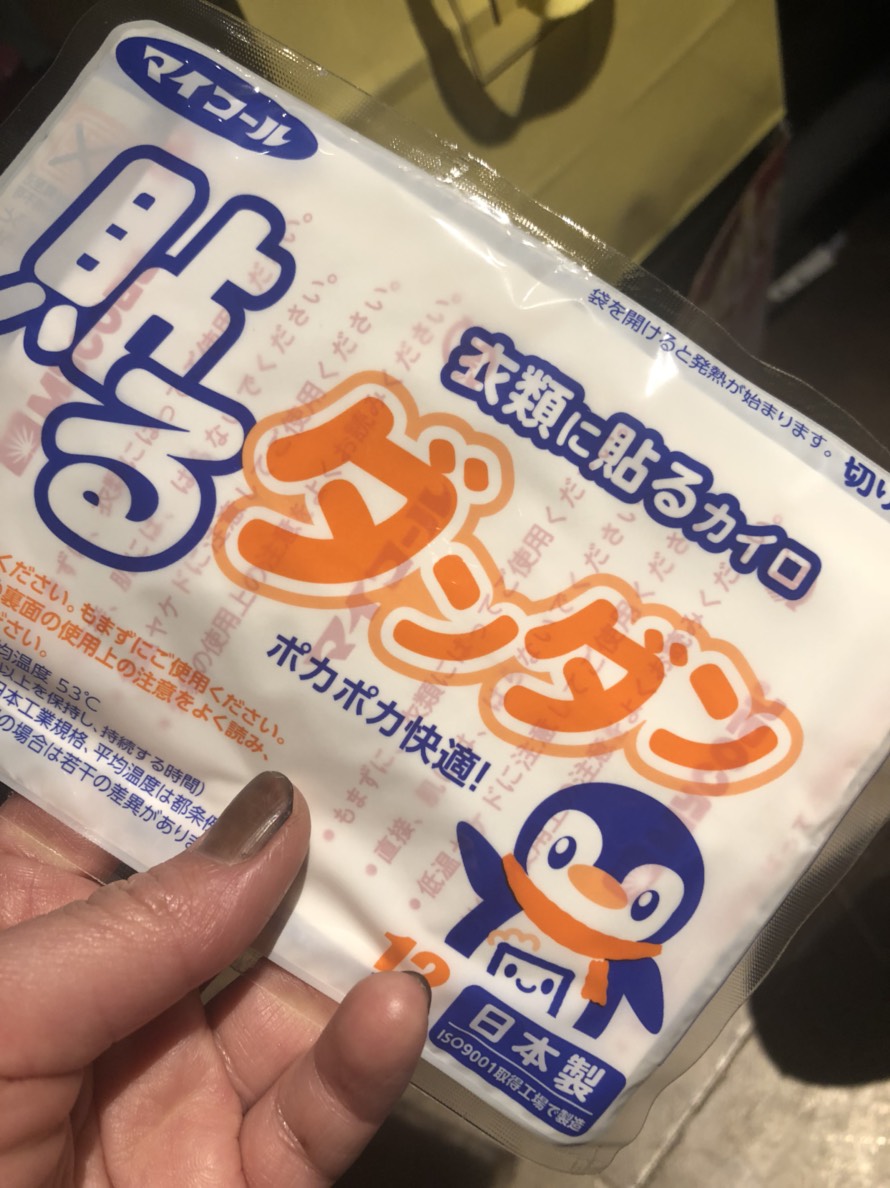 マイコール
貼る
ダンダン
衣類に貼るカイロ
袋を開けると発熱が始まります。切り
ポカポカ快適!
ください。もまずにご使用ください。
裏面の使用上の注意をよく読み、
ださい。
均温度 53℃
以上を保持し、持続する時間)
日本工業規格、平均温度は都条例
の場合は若干の差異があります
12
日本製
ISO9001取得工場で製造